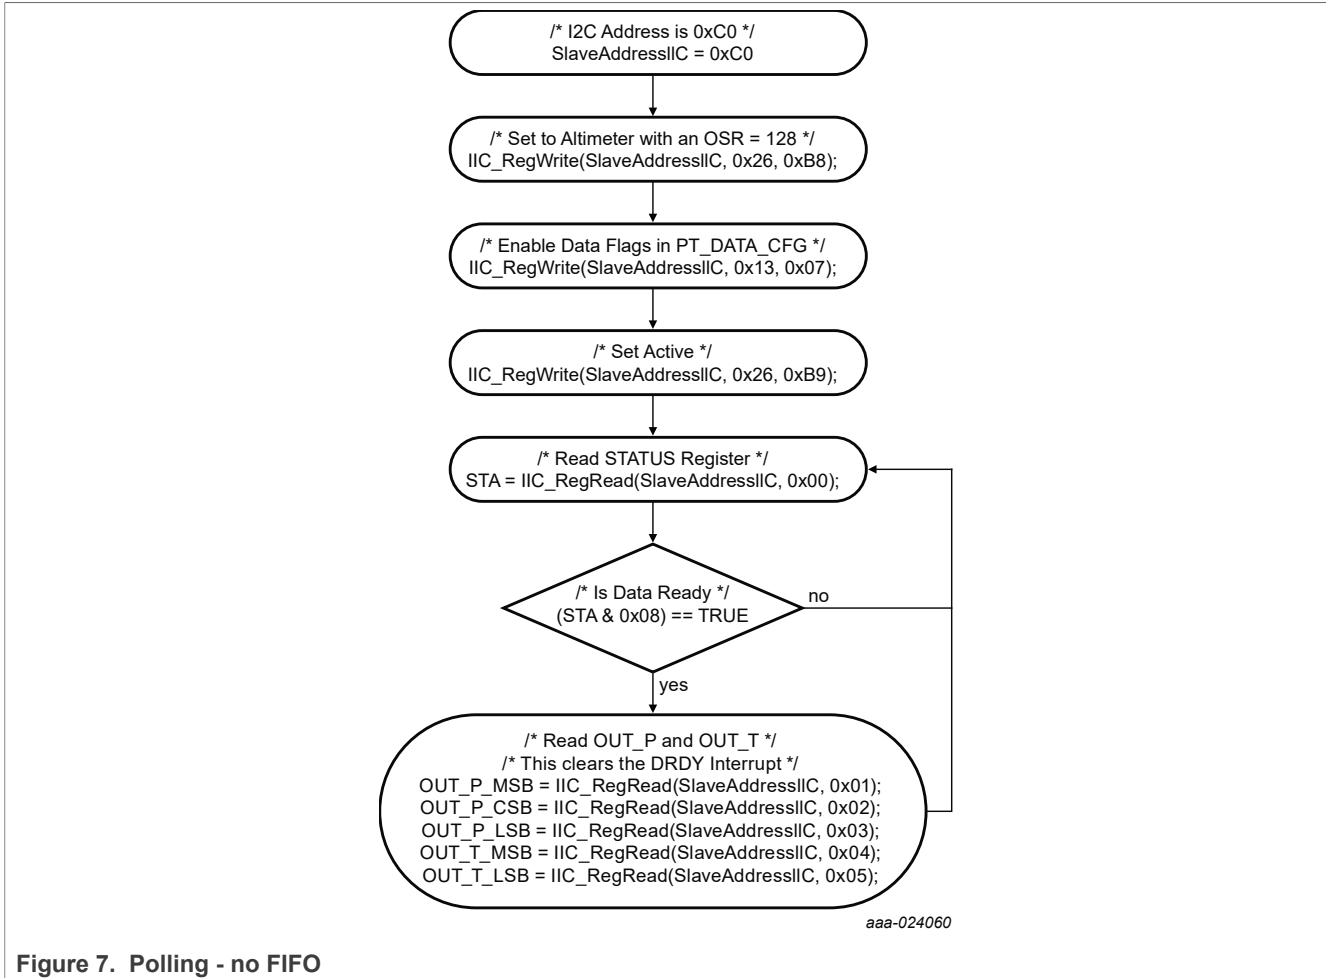 /* I2C Address is 0xC0 */
SlaveAddressIIC = 0xC0
/* Set to Altimeter with an OSR = 128 */
IIC_RegWrite(SlaveAddressIIC, 0x26, 0xB8);
/* Enable Data Flags in PT_DATA_CFG */
IIC_RegWrite(SlaveAddressIIC, 0x13, 0x07);
/* Set Active */
IIC_RegWrite(SlaveAddressIIC, 0x26, 0xB9);
/* Read STATUS Register */
STA = IIC_RegRead(SlaveAddressIIC, 0x00);
/* Is Data Ready */
(STA & 0x08) == TRUE
no
yes
/* Read OUT_P and OUT_T */
/* This clears the DRDY Interrupt */
OUT_P_MSB = IIC_RegRead(SlaveAddressIIC, 0x01);
OUT_P_CSB = IIC_RegRead(SlaveAddressIIC, 0x02);
OUT_P_LSB = IIC_RegRead(SlaveAddressIIC, 0x03);
OUT_T_MSB = IIC_RegRead(SlaveAddressIIC, 0x04);
OUT_T_LSB = IIC_RegRead(SlaveAddressIIC, 0x05);
aaa-024060
Figure 7. Polling - no FIFO